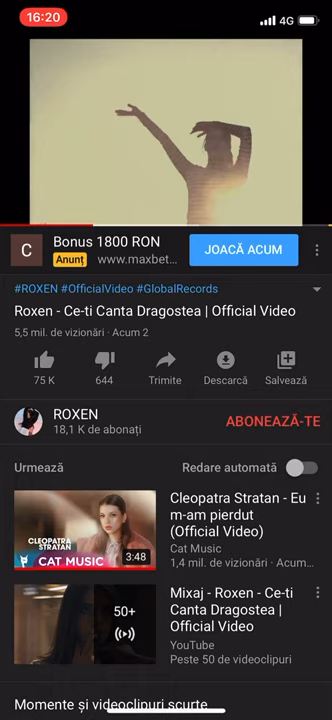 16:20
4G
C
Bonus 1800 RON
Anunț
www.maxbet...
JOACĂ ACUM
#ROXEN #OfficialVideo #GlobalRecords
Roxen - Ce-ti Canta Dragostea | Official Video
5,5 mil. de vizionări · Acum 2
75 K
644
Trimite
Descarcă
Salvează
ROXEN
18,1 K de abonați
ABONEAZĂ-TE
Urmează
Redare automată
CLEOPATRA
STRATAN
CAT MUSIC
3:48
Cleopatra Stratan - Eu
m-am pierdut
(Official Video)
Cat Music
1,4 mil. de vizionări · Acum...
50+
Mixaj - Roxen - Ce-ti
Canta Dragostea |
Official Video
YouTube
Peste 50 de videoclipuri
Momente și videoclipuri scurte